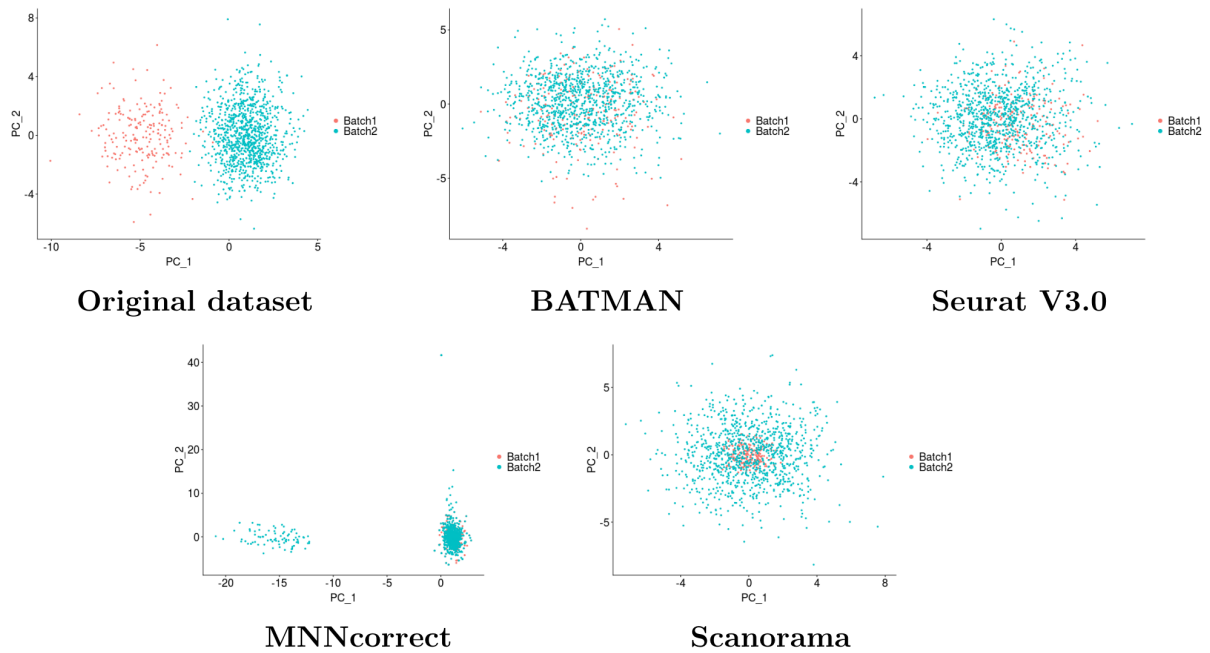 8
4
0
-4
PC_2
-10
-5
0
5
PC_1
Batch1
Batch2
Original dataset
5
0
-5
PC_2
-4
0
4
PC_1
Batch1
Batch2
BATMAN
4
0
-4
PC_2
-4
0
4
PC_1
Batch1
Batch2
Seurat V3.0
40
30
20
10
0
PC_2
-20
-15
-10
-5
0
PC_1
Batch1
Batch2
MNNcorrect
5
0
-5
PC_2
-4
0
4
8
PC_1
Batch1
Batch2
Scanorama